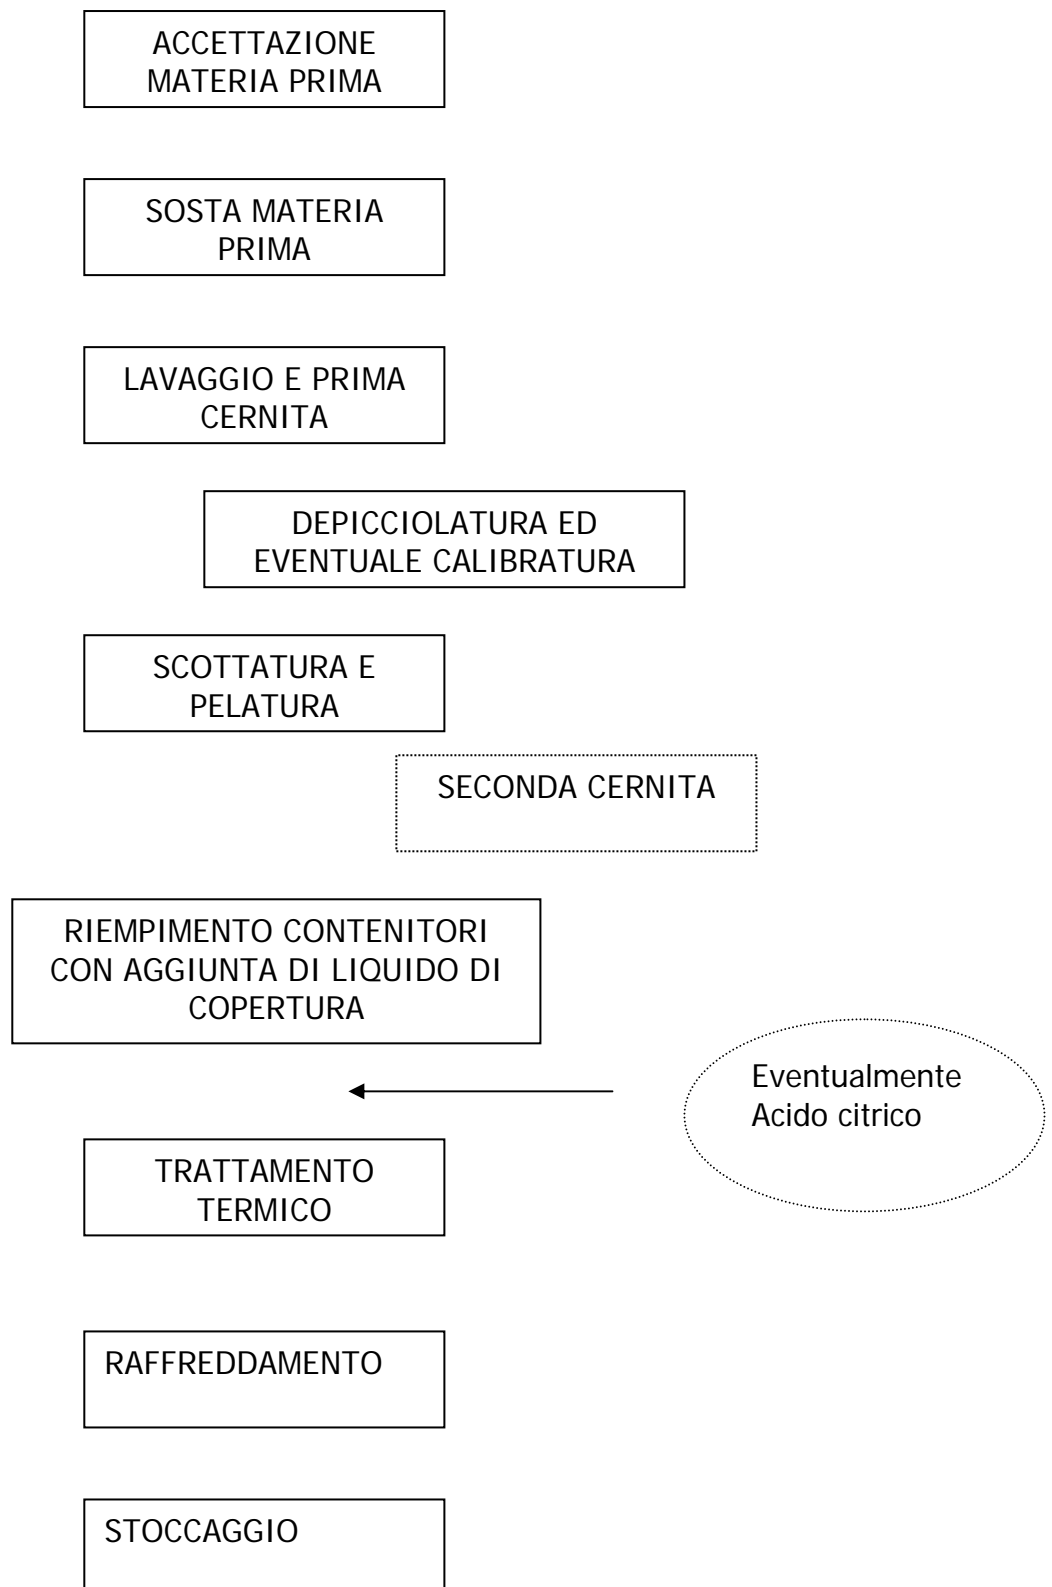 ACCETTAZIONE
MATERIA PRIMA
SOSTA MATERIA
PRIMA
LAVAGGIO E PRIMA
CERNITA
DEPICCIOLATURA ED
EVENTUALE CALIBRATURA
SCOTTATURA E
PELATURA
SECONDA CERNITA
RIEMPIMENTO CONTENITORI
CON AGGIUNTA DI LIQUIDO DI
COPERTURA
Eventualmente
Acido citrico
TRATTAMENTO
TERMICO
RAFFREDDAMENTO
STOCCAGGIO